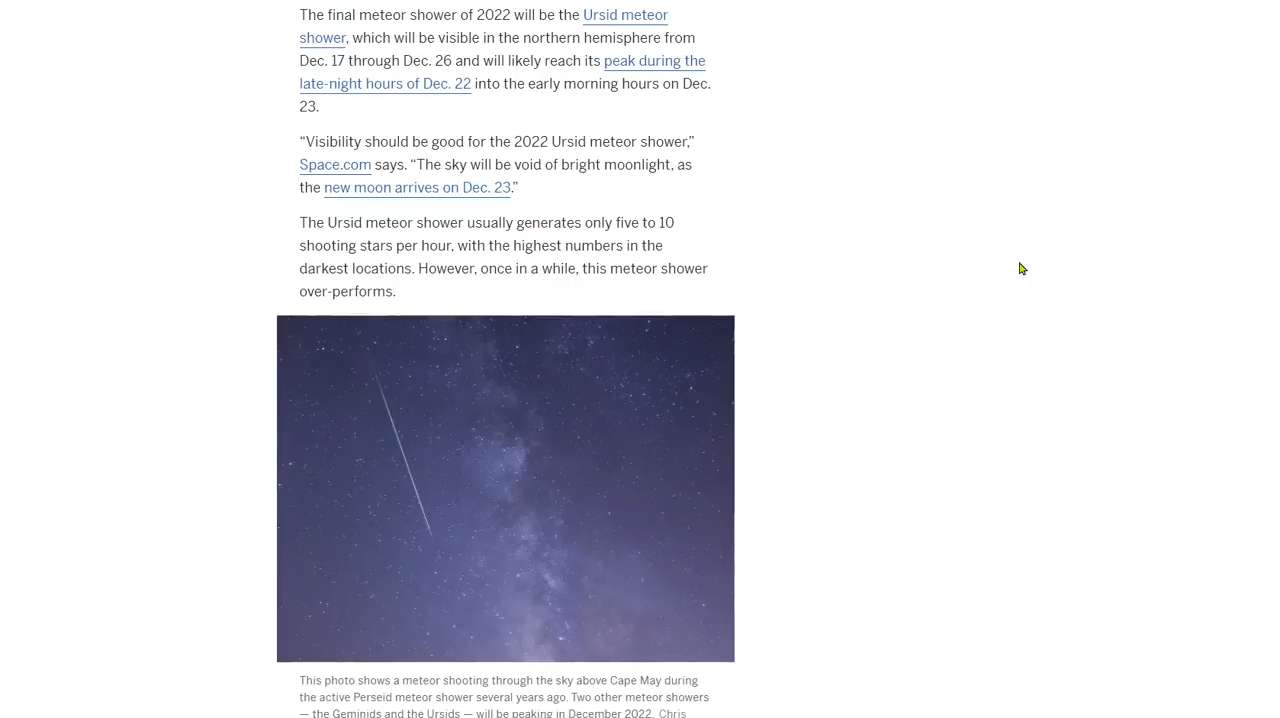 The final meteor shower of 2022 will be the Ursid meteor
shower, which will be visible in the northern hemisphere from
Dec. 17 through Dec. 26 and will likely reach its peak during the
late-night hours of Dec. 22 into the early morning hours on Dec.
23.
“Visibility should be good for the 2022 Ursid meteor shower,”
Space.com says. “The sky will be void of bright moonlight, as
the new moon arrives on Dec. 23.”
The Ursid meteor shower usually generates only five to 10
shooting stars per hour, with the highest numbers in the
darkest locations. However, once in a while, this meteor shower
over-performs.
This photo shows a meteor shooting through the sky above Cape May during
the active Perseid meteor shower several years ago. Two other meteor showers
— the Geminids and the Ursids — will be peaking in December 2022. Chris